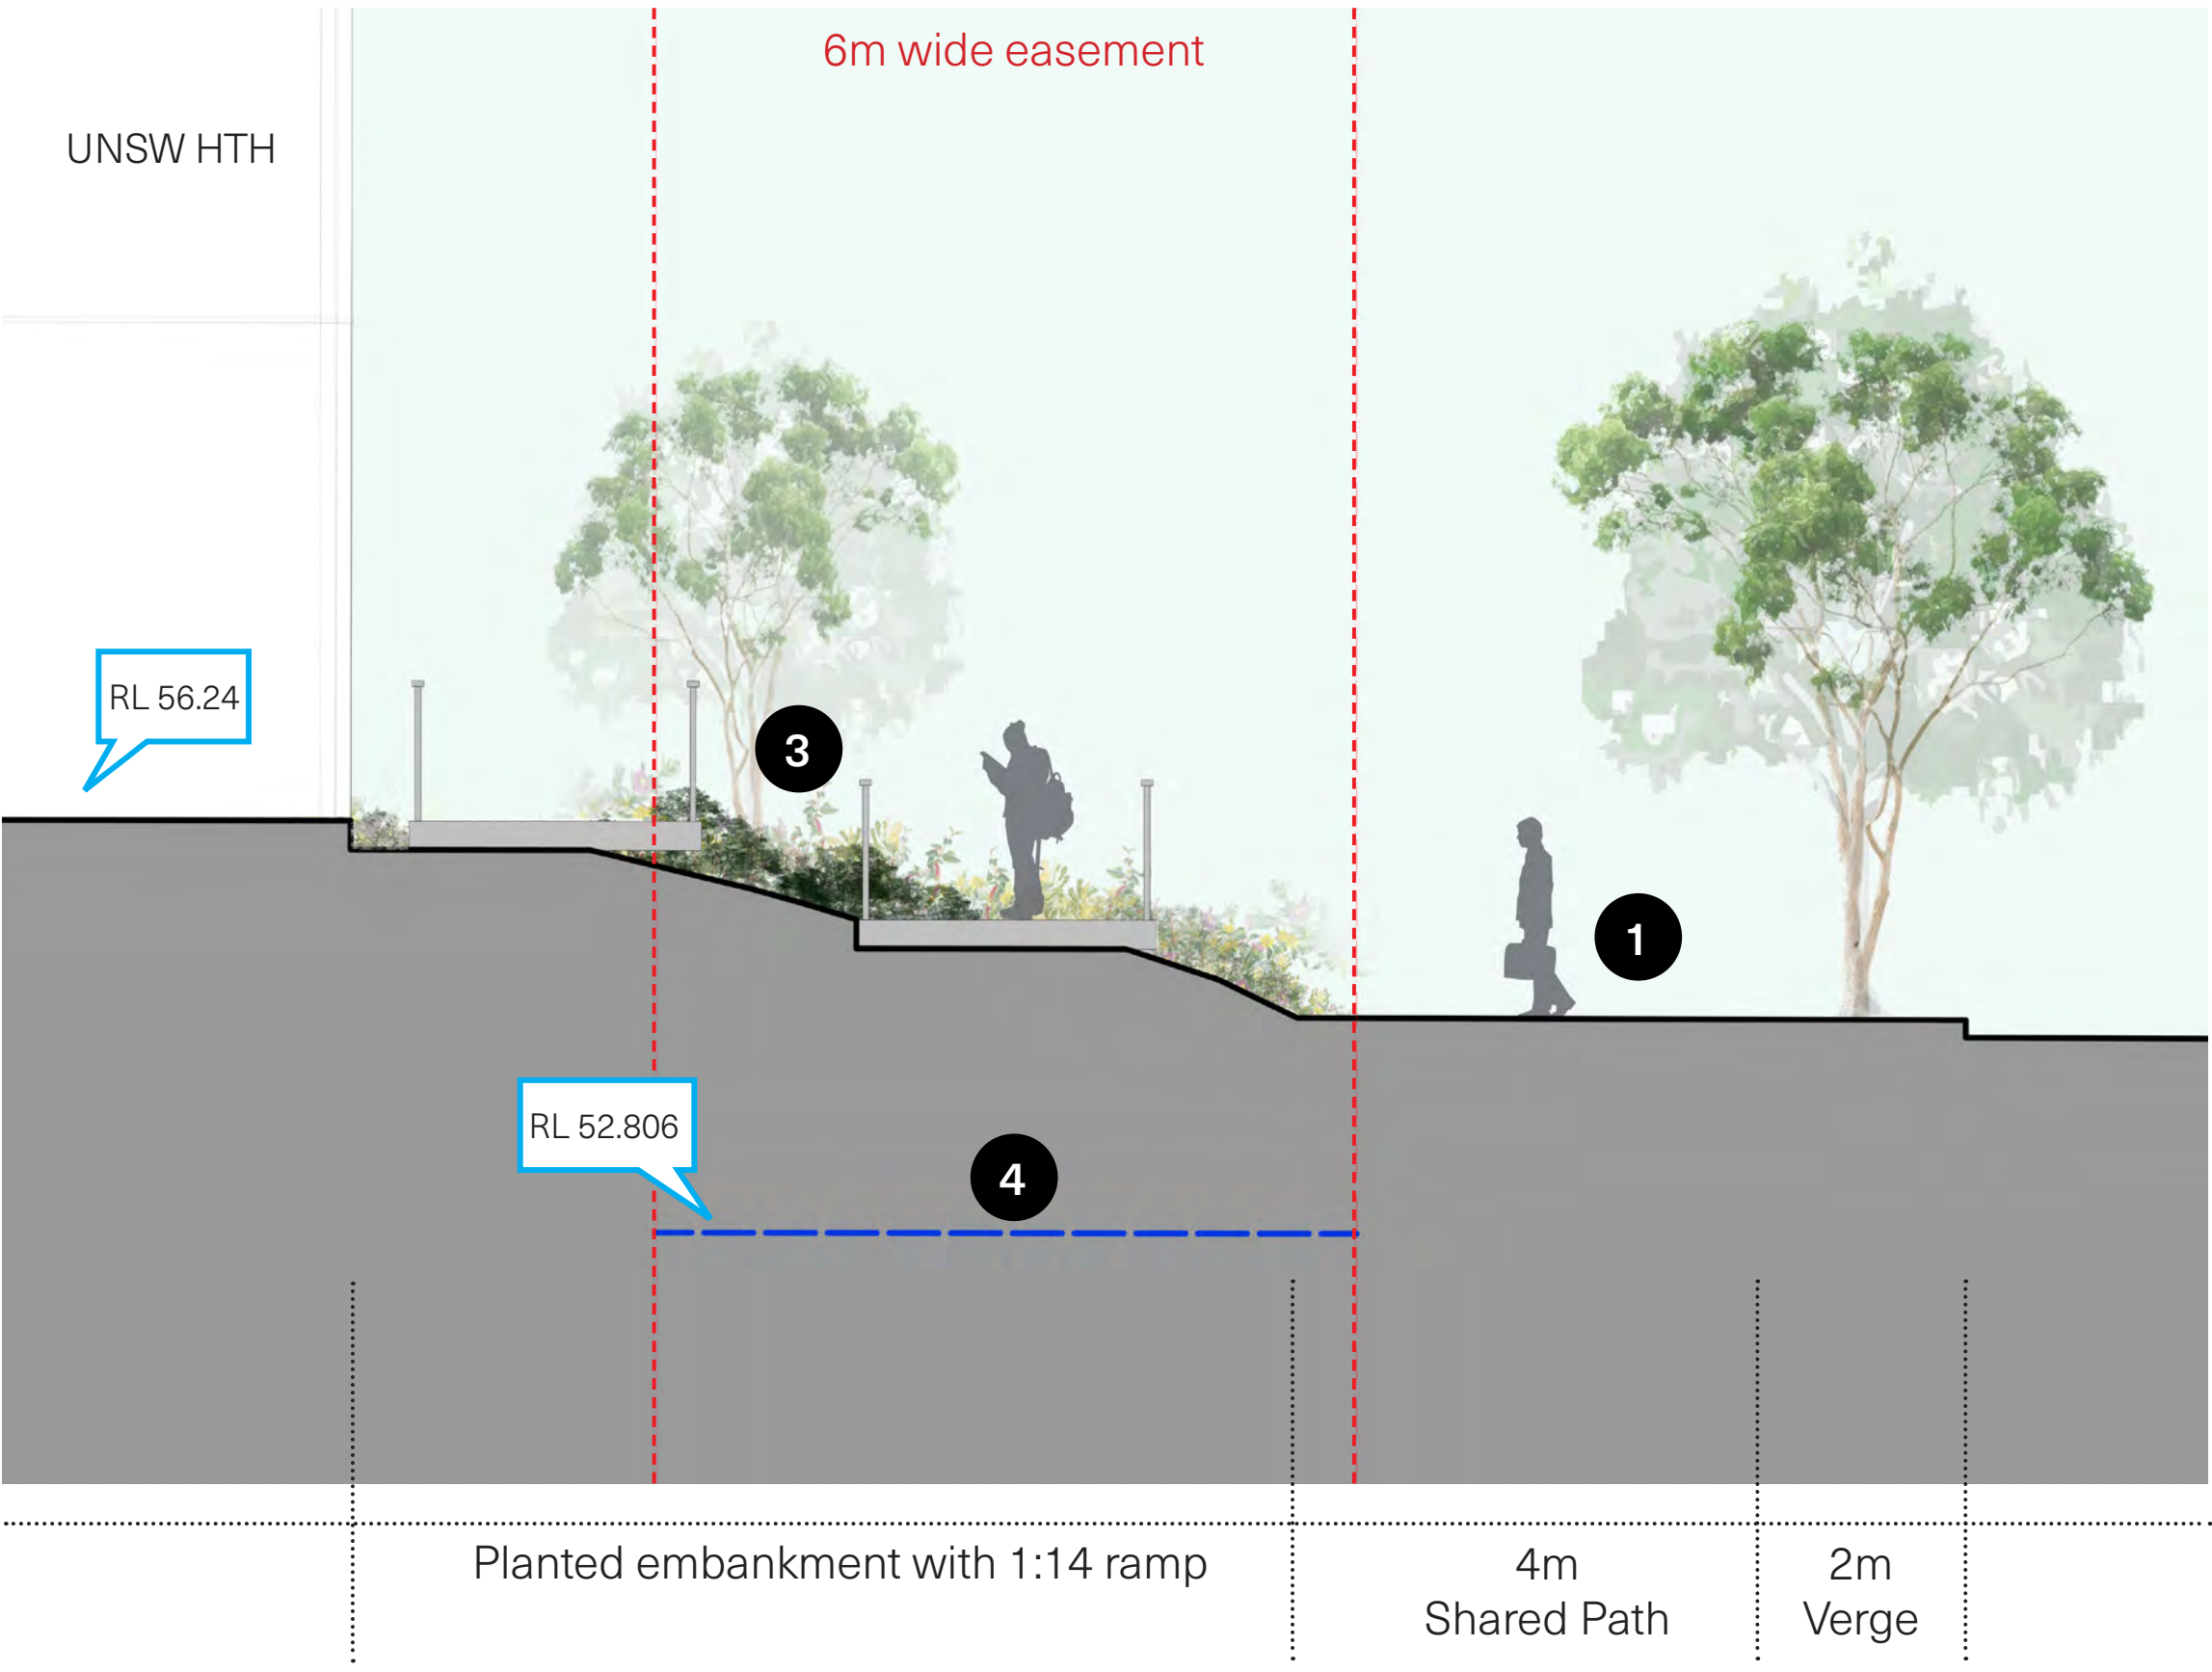 6m wide easement
UNSW HTH
RL 56.24
3
1
RL 52.806
4
Planted embankment with 1:14 ramp
4m
Shared Path
2m
Verge